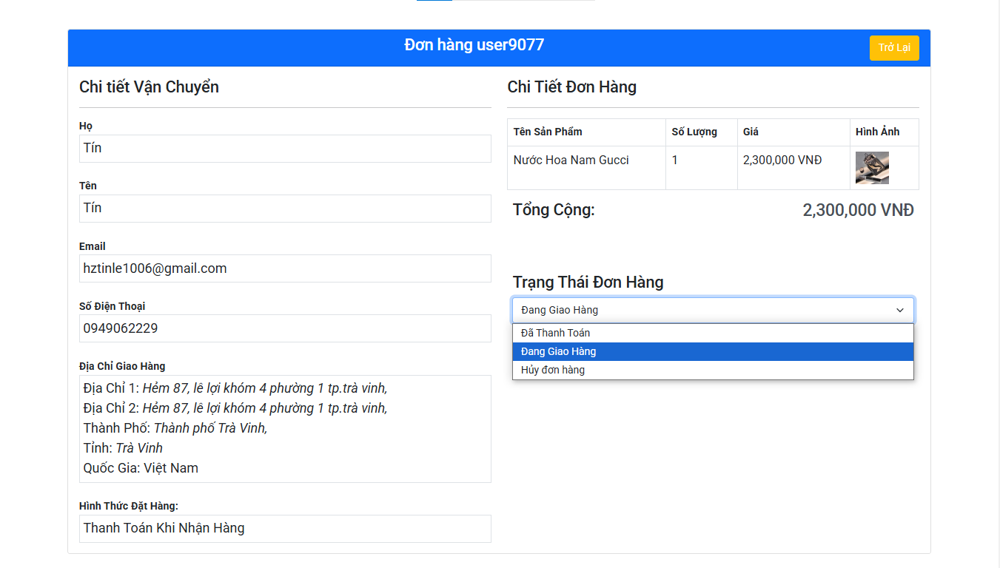 Đơn hàng user9077
Trở Lại
Chi tiết Vận Chuyển
Họ
Tín
Tên
Tín
Email
hztinle1006@gmail.com
Số Điện Thoại
0949062229
Địa Chỉ Giao Hàng
Địa Chỉ 1: Hẻm 87, lê lợi khóm 4 phường 1 tp.trà vinh,
Địa Chỉ 2: Hẻm 87, lê lợi khóm 4 phường 1 tp.trà vinh,
Thành Phố: Thành phố Trà Vinh,
Tỉnh: Trà Vinh
Quốc Gia: Việt Nam
Hình Thức Đặt Hàng:
Thanh Toán Khi Nhận Hàng
Chi Tiết Đơn Hàng
Tên Sản Phẩm Số Lượng Giá Hình Ảnh
Nước Hoa Nam Gucci 1 2,300,000 VNĐ
Tổng Cộng: 2,300,000 VNĐ
Trạng Thái Đơn Hàng
Đang Giao Hàng
Đã Thanh Toán
Đang Giao Hàng
Hủy đơn hàng